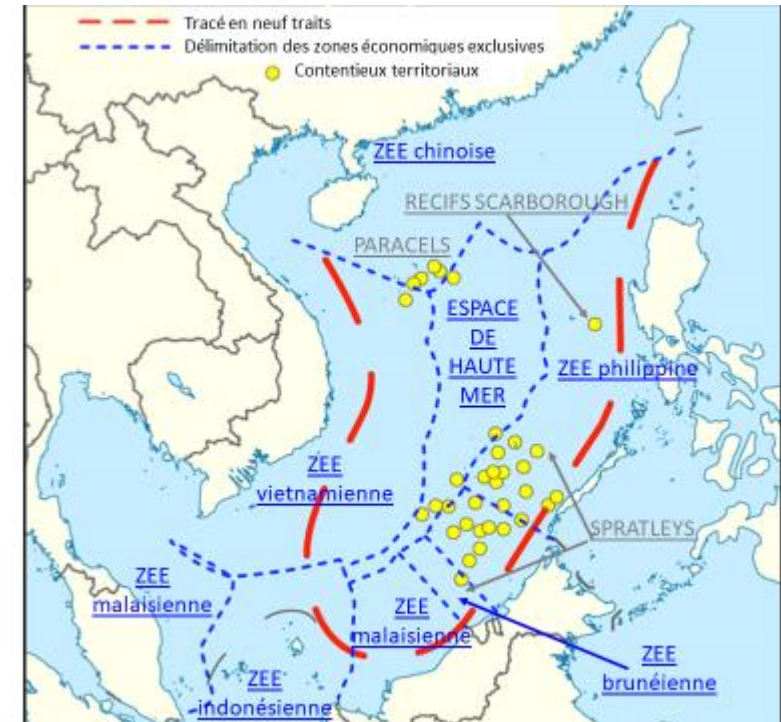 Tracé en neuf traits
Délimitation des zones économiques exclusives
Contentieux territoriaux
ZEE chinoise
RECIFS SCARBOROUGH
PARACELS
ESPACE
DE
HAUTE
MER
ZEE philippine
ZEE
vietnamienne
SPRATLEYS
ZEE
malaisienne
ZEE
malaisienne
ZEE
indonésienne
ZEE
brunéienne